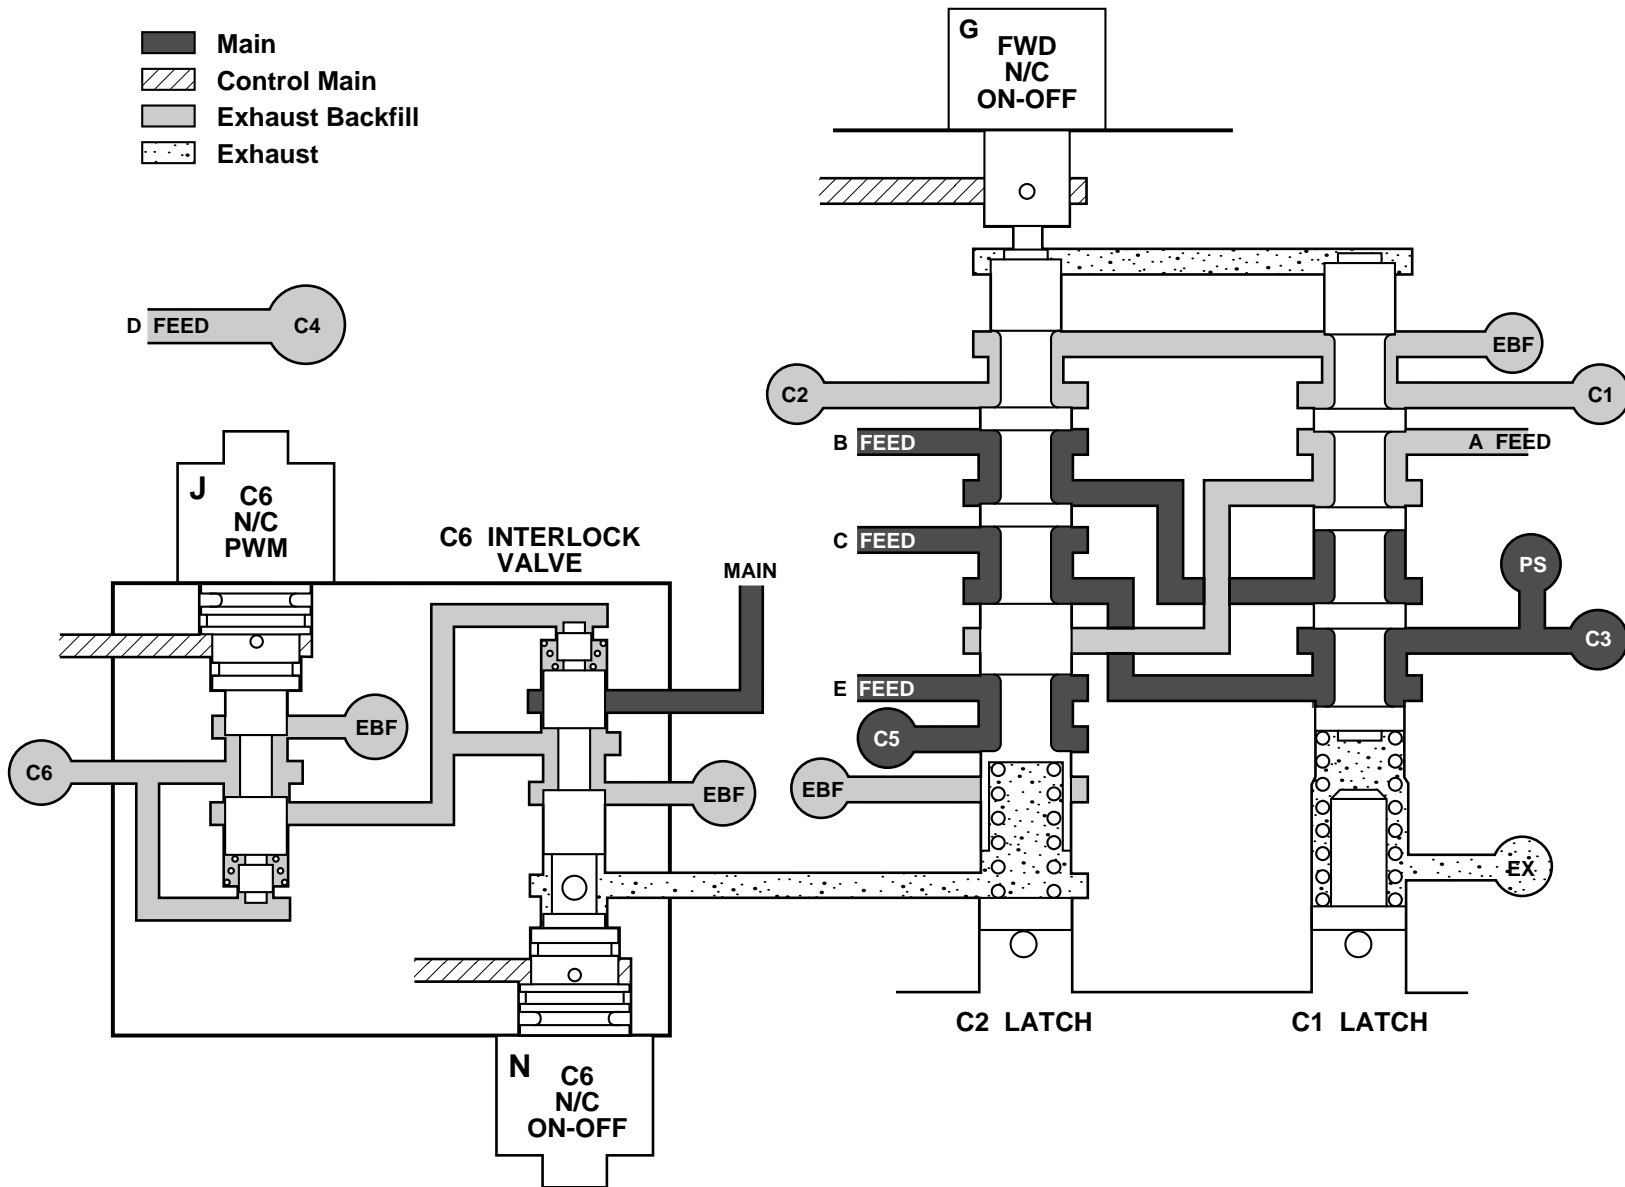 Main
Control Main
Exhaust Backfill
Exhaust
G
FWD
N/C
ON-OFF
D FEED C4
EBF
C2
C1
B FEED
A FEED
J
C6
N/C
PWM
C6 INTERLOCK
VALVE
C FEED
MAIN
PS
C3
E FEED
C5
EBF
C6
EBF
EBF
EX
N
C6
N/C
ON-OFF
C2 LATCH
C1 LATCH